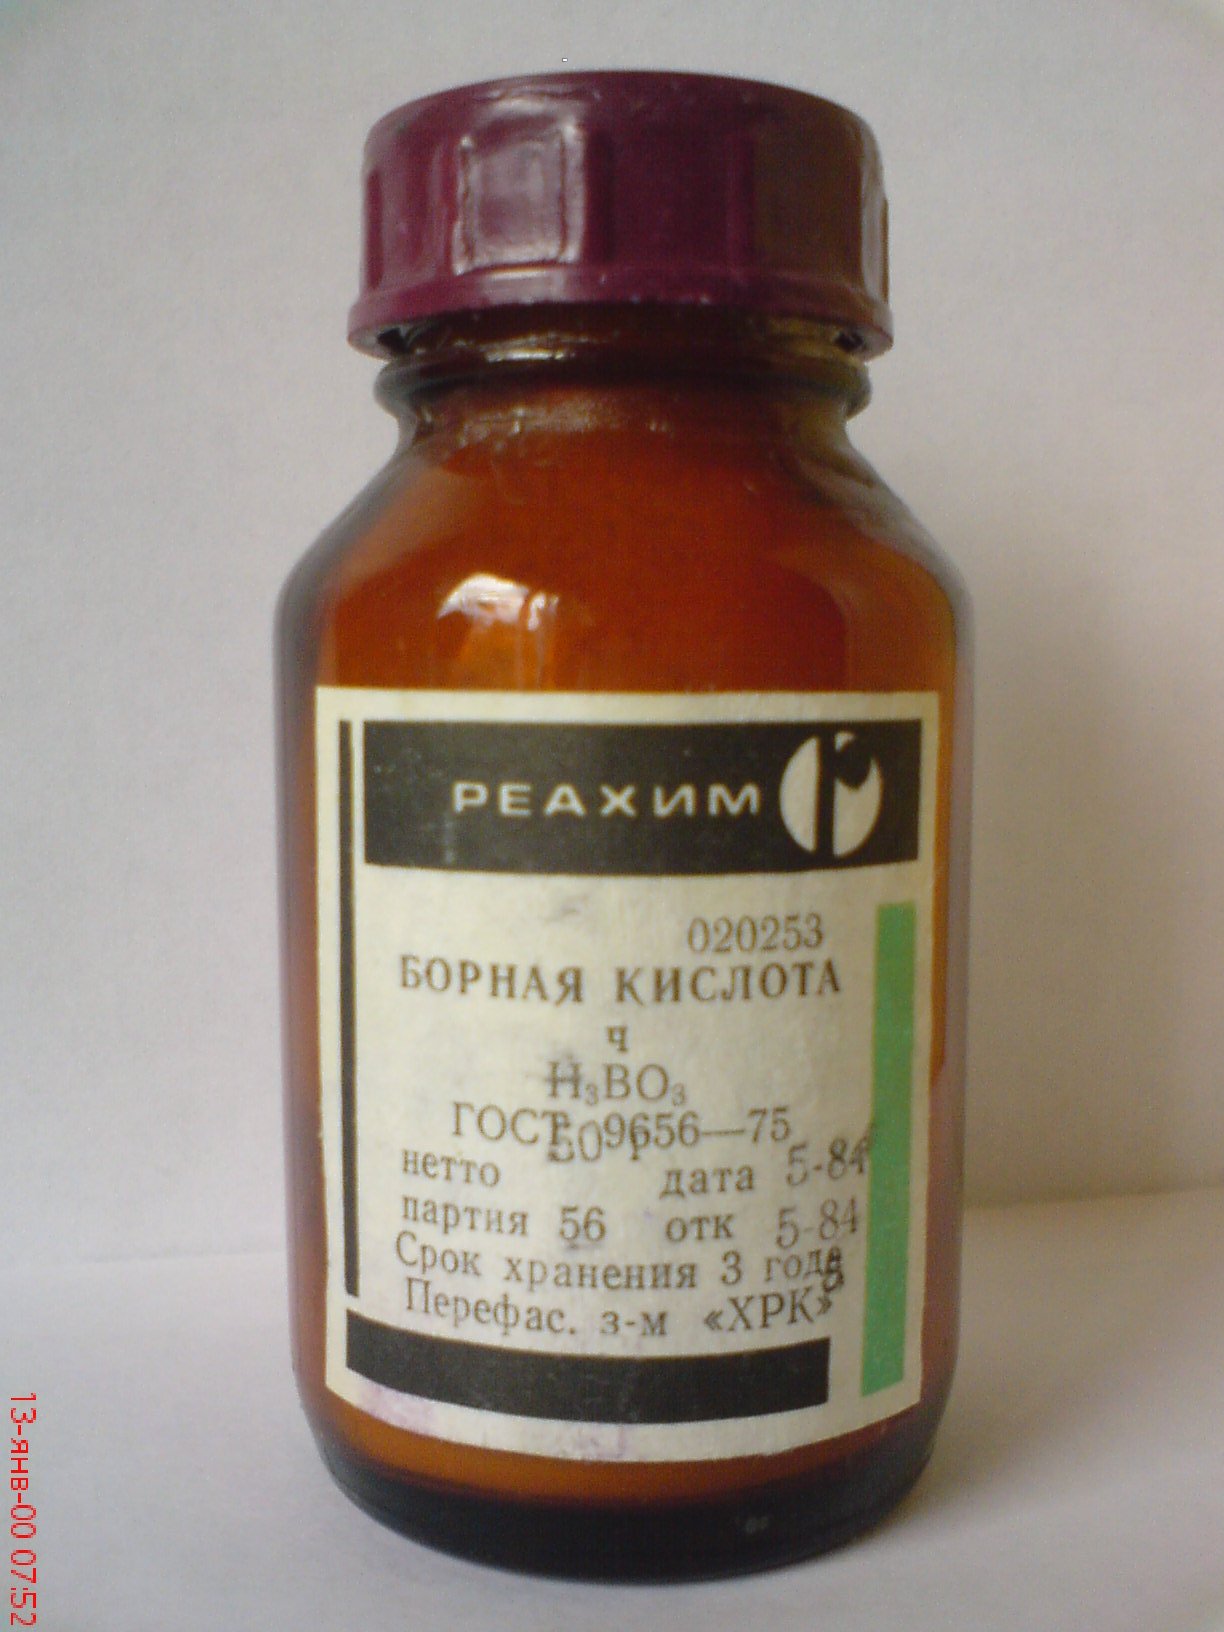 РЕАХИМ
020253
БОРНАЯ КИСЛОТА
ч
H₃BO₃
ГОСТ 9656—75
50 г
нетто дата 5-84
партия 56 отк 5-84
Срок хранения 3 года
Перефас. з-м «ХРК»
13-янв-00 07:52